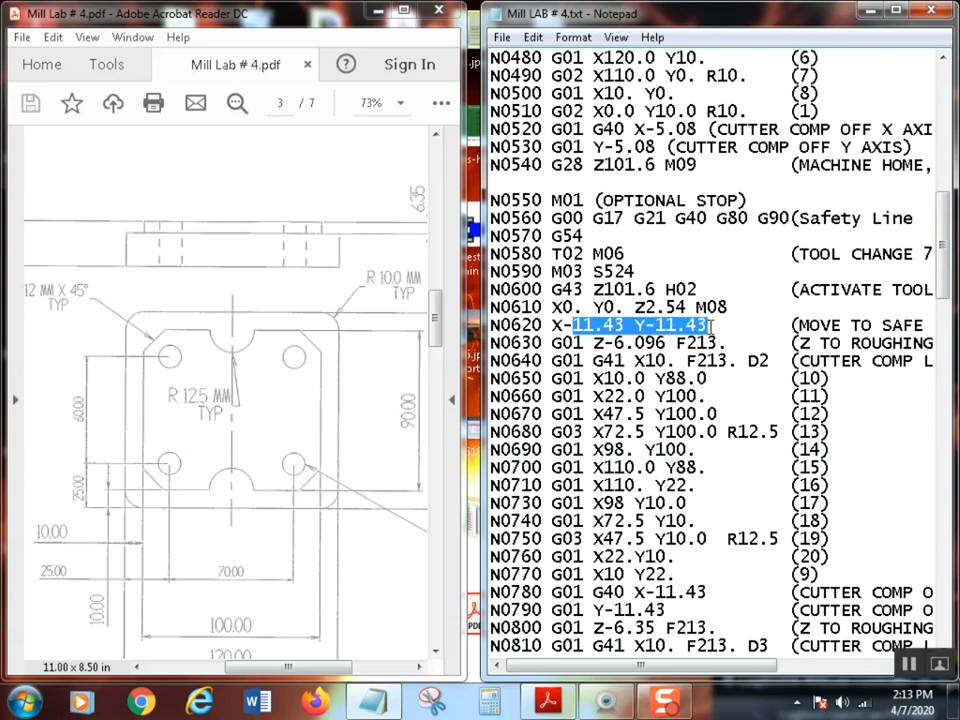 Mill Lab # 4.pdf - Adobe Acrobat Reader DC
File Edit View Window Help
Home Tools Mill Lab # 4.pdf × ? Sign In
3 / 7 73%
6.35
12 MM X 45°
TYP
R 10.0 MM
TYP
R 12.5 MM
TYP
60.00
90.00
25.00
10.00
25.00
70.00
10.00
100.00
120.00
11.00 x 8.50 in
Mill LAB # 4.txt - Notepad
File Edit Format View Help
N0480 G01 X120.0 Y10. (6)
N0490 G02 X110.0 Y0. R10. (7)
N0500 G01 X10. Y0. (8)
N0510 G02 X0.0 Y10.0 R10. (1)
N0520 G01 G40 X-5.08 (CUTTER COMP OFF X AXI
N0530 G01 Y-5.08 (CUTTER COMP OFF Y AXIS)
N0540 G28 Z101.6 M09 (MACHINE HOME,
N0550 M01 (OPTIONAL STOP)
N0560 G00 G17 G21 G40 G80 G90(Safety Line
N0570 G54
N0580 T02 M06 (TOOL CHANGE 7
N0590 M03 S524
N0600 G43 Z101.6 H02 (ACTIVATE TOOL
N0610 X0. Y0. Z2.54 M08
N0620 X-11.43 Y-11.43 (MOVE TO SAFE
N0630 G01 Z-6.096 F213. (Z TO ROUGHING
N0640 G01 G41 X10. F213. D2 (CUTTER COMP L
N0650 G01 X10.0 Y88.0 (10)
N0660 G01 X22.0 Y100. (11)
N0670 G01 X47.5 Y100.0 (12)
N0680 G03 X72.5 Y100.0 R12.5 (13)
N0690 G01 X98. Y100. (14)
N0700 G01 X110.0 Y88. (15)
N0710 G01 X110. Y22. (16)
N0730 G01 X98 Y10.0 (17)
N0740 G01 X72.5 Y10. (18)
N0750 G03 X47.5 Y10.0 R12.5 (19)
N0760 G01 X22.Y10. (20)
N0770 G01 X10 Y22. (9)
N0780 G01 G40 X-11.43 (CUTTER COMP O
N0790 G01 Y-11.43 (CUTTER COMP O
N0800 G01 Z-6.35 F213. (Z TO ROUGHING
N0810 G01 G41 X10. F213. D3 (CUTTER COMP L
2:13 PM
4/7/2020